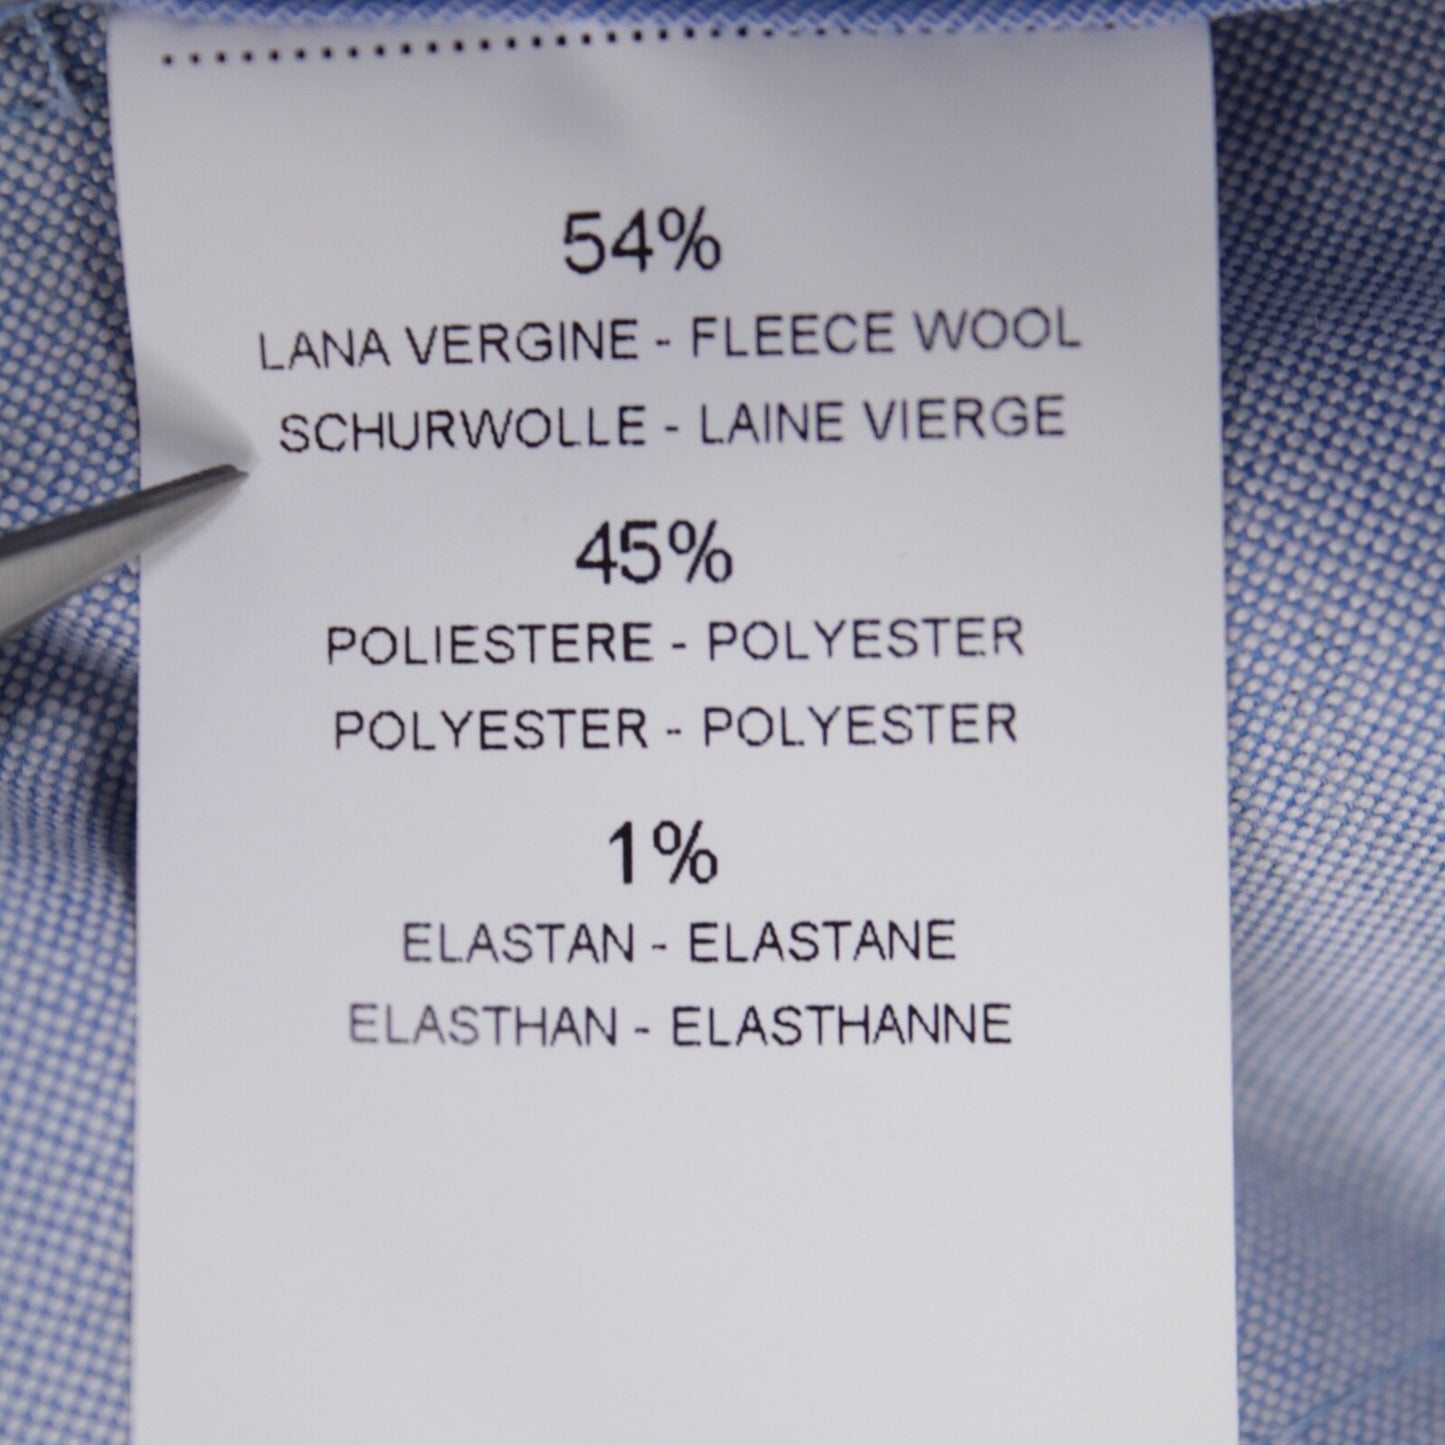 54%
LANA VERGINE - FLEECE WOOL
SCHURWOLLE - LAINE VIERGE
45%
POLIESTERE - POLYESTER
POLYESTER - POLYESTER
1%
ELASTAN - ELASTANE
ELASTHAN - ELASTHANNE